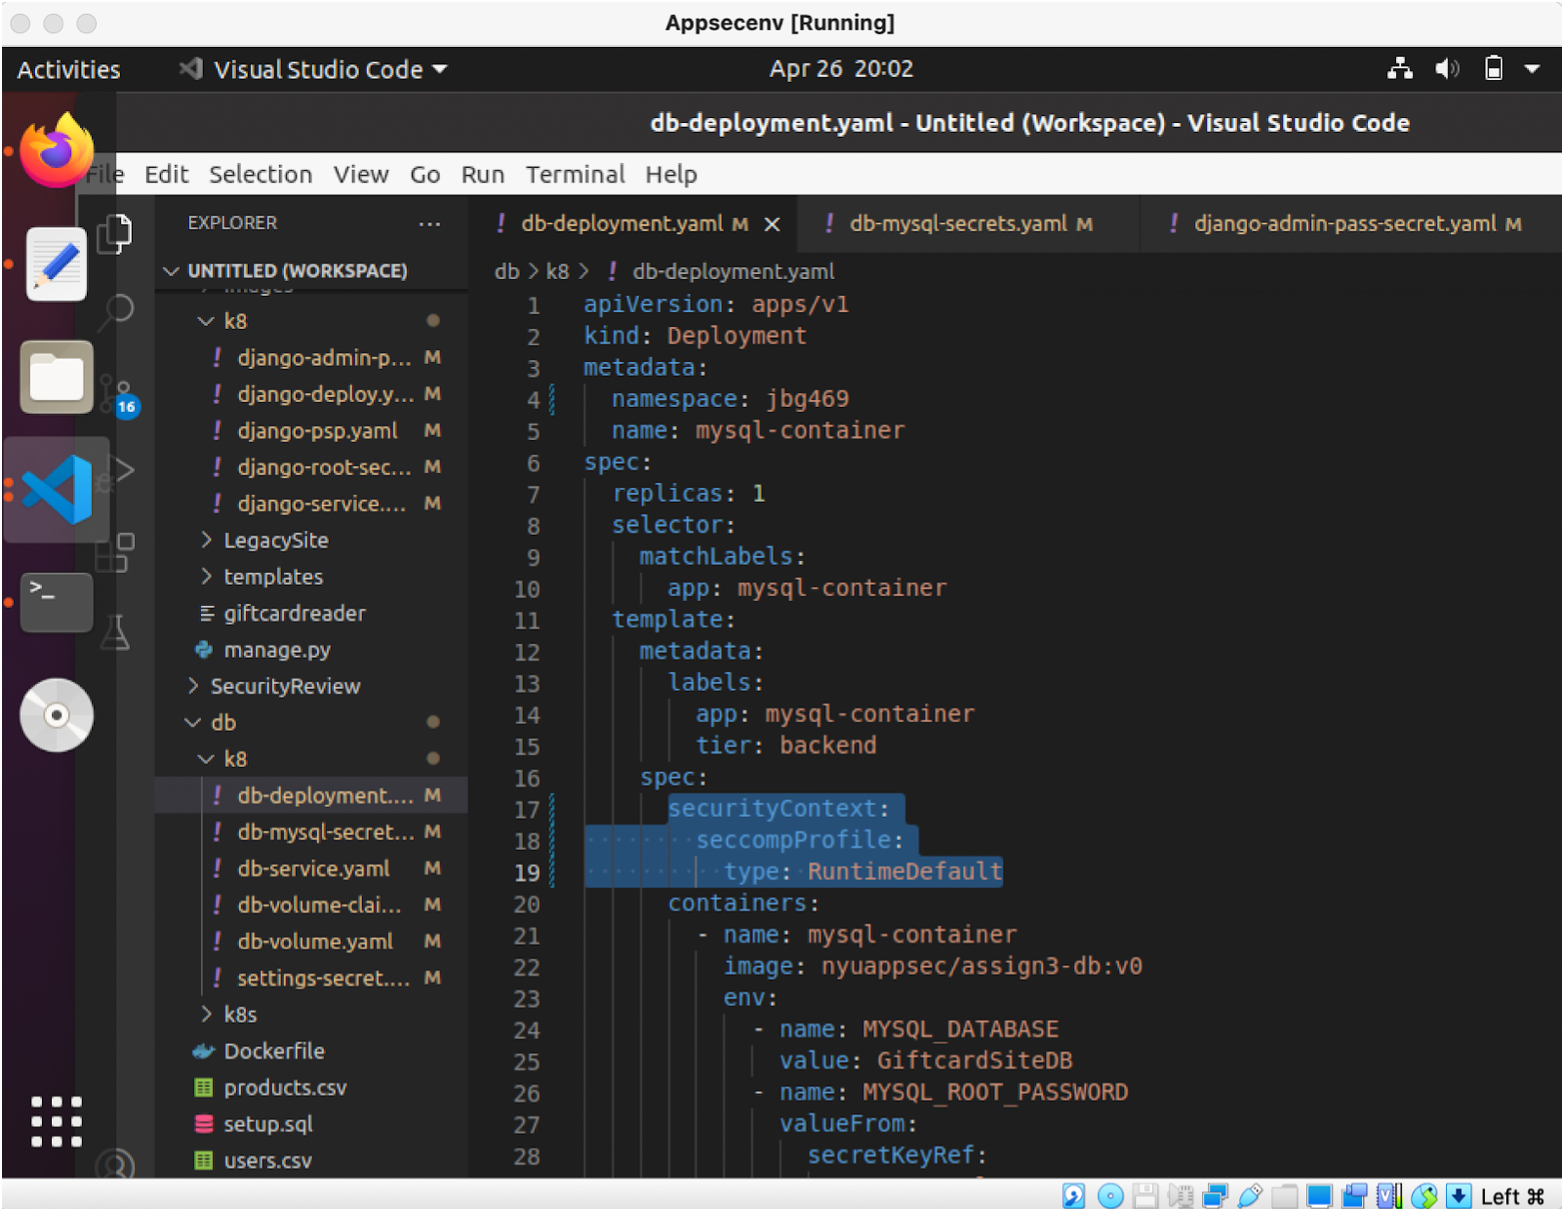 Appsecenv [Running]
Activities Visual Studio Code Apr 26 20:02
db-deployment.yaml - Untitled (Workspace) - Visual Studio Code
File Edit Selection View Go Run Terminal Help
EXPLORER ...
UNTITLED (WORKSPACE)
images
k8
! django-admin-p... M
! django-deploy.y... M
! django-psp.yaml M
! django-root-sec... M
! django-service.... M
LegacySite
templates
giftcardreader
manage.py
SecurityReview
db
k8
! db-deployment.... M
! db-mysql-secret... M
! db-service.yaml M
! db-volume-clai... M
! db-volume.yaml M
! settings-secret.... M
k8s
Dockerfile
products.csv
setup.sql
users.csv
16
! db-deployment.yaml M ! db-mysql-secrets.yaml M ! django-admin-pass-secret.yaml M
db > k8 > ! db-deployment.yaml
1 apiVersion: apps/v1
2 kind: Deployment
3 metadata:
4 namespace: jbg469
5 name: mysql-container
6 spec:
7 replicas: 1
8 selector:
9 matchLabels:
10 app: mysql-container
11 template:
12 metadata:
13 labels:
14 app: mysql-container
15 tier: backend
16 spec:
17 securityContext:
18 seccompProfile:
19 type: RuntimeDefault
20 containers:
21 - name: mysql-container
22 image: nyuappsec/assign3-db:v0
23 env:
24 - name: MYSQL_DATABASE
25 value: GiftcardSiteDB
26 - name: MYSQL_ROOT_PASSWORD
27 valueFrom:
28 secretKeyRef:
Left ⌘